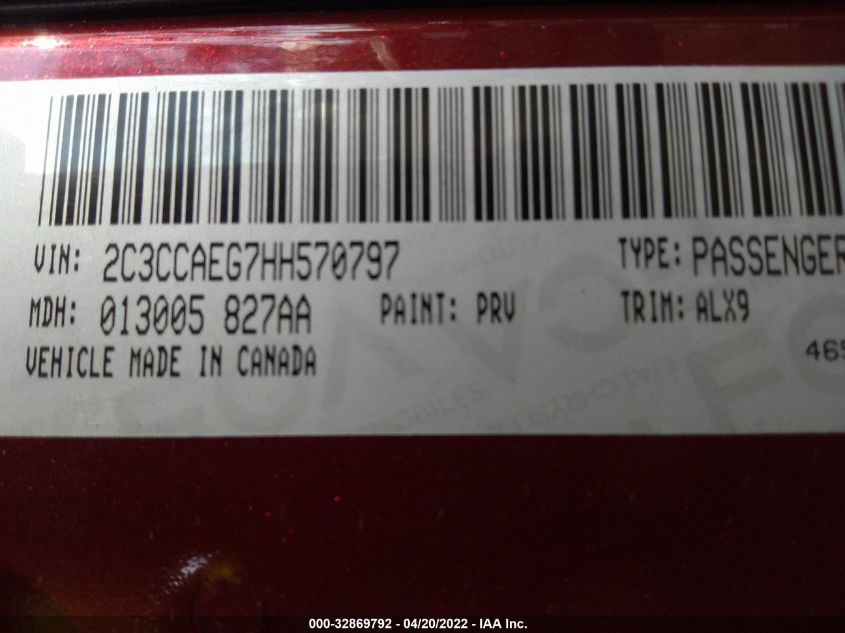 VIN: 2C3CCAEG7HH570797 TYPE: PASSENGER
MDH: 013005 827AA PAINT: PRV TRIM: ALX9
VEHICLE MADE IN CANADA 465
000-32869792 - 04/20/2022 - IAA Inc.